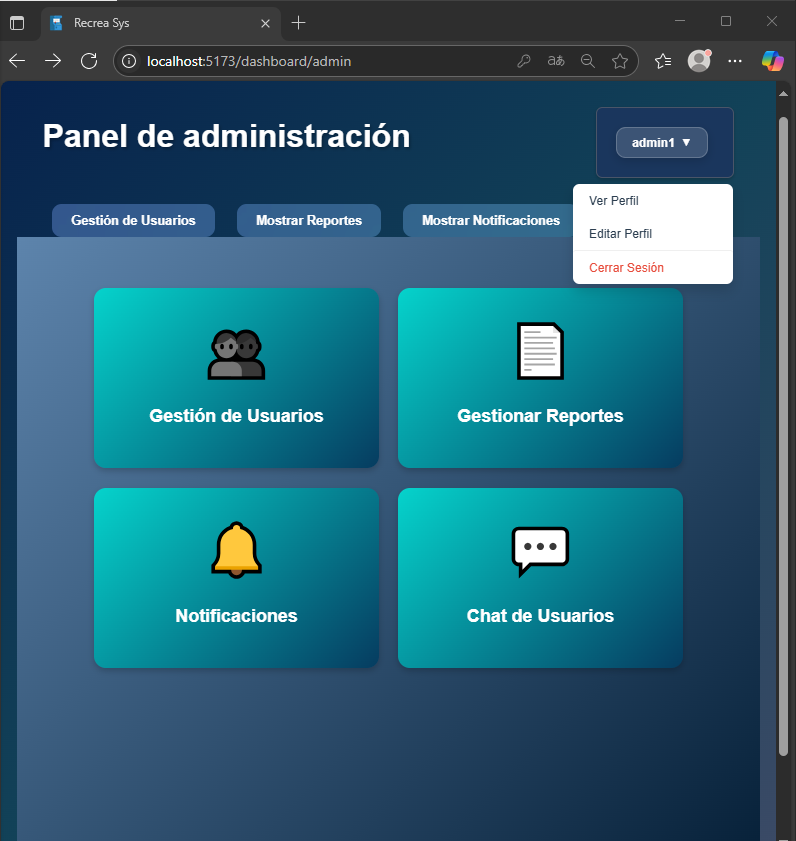 Recrea Sys
localhost:5173/dashboard/admin
Panel de administración
admin1 ▼
Ver Perfil
Editar Perfil
Cerrar Sesión
Gestión de Usuarios
Mostrar Reportes
Mostrar Notificaciones
Gestión de Usuarios
Gestionar Reportes
Notificaciones
Chat de Usuarios